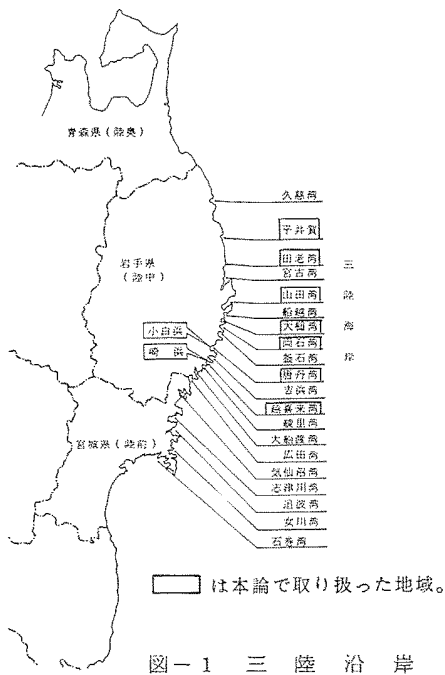 青森県(陸奥)
久慈湾
平井賀
岩手県
(陸中)
田老湾
宮古湾
山田湾
船越湾
大槌湾
両石湾
釜石湾
唐丹湾
吉浜湾
越喜来湾
綾里湾
大船渡湾
広田湾
気仙沼湾
志津川湾
追波湾
女川湾
石巻湾
三陸海岸
小白浜
崎浜
宮城県(陸前)
は本論で取り扱った地域。
図-1 三陸沿岸